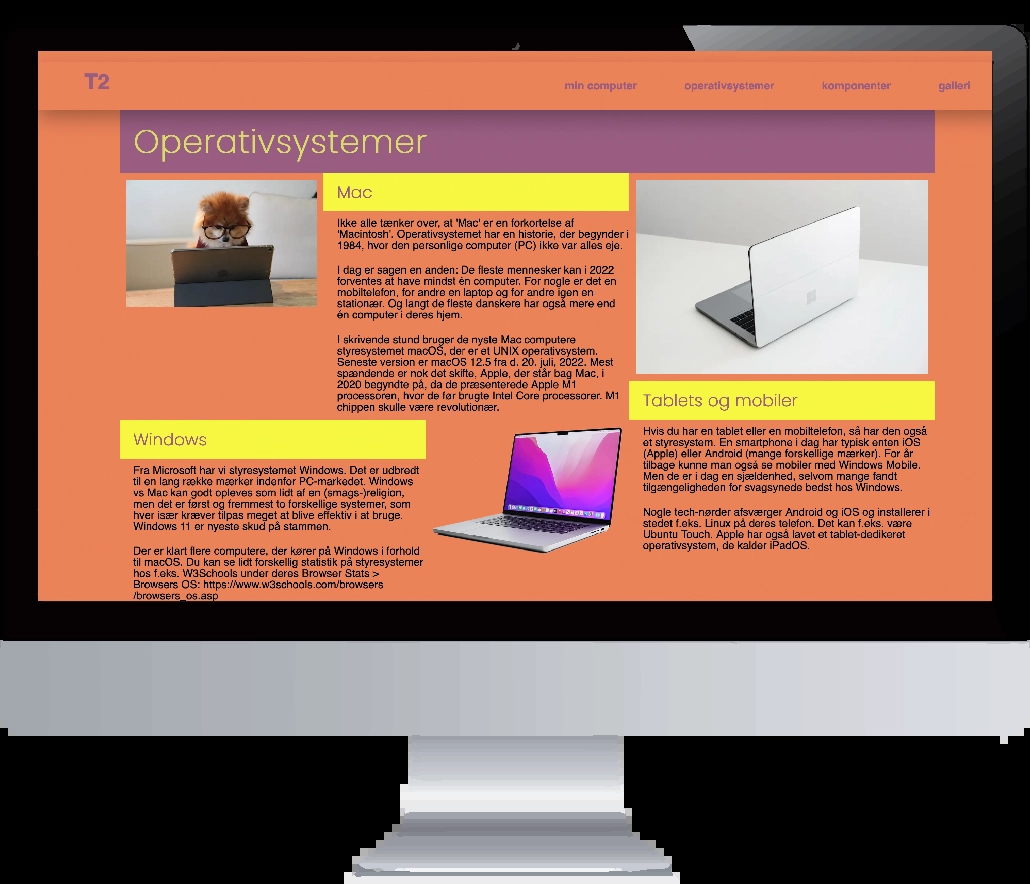 T2
min computer
operativsystemer
komponenter
galleri
Operativsystemer
Mac
Ikke alle tænker over, at 'Mac' er en forkortelse af
'Macintosh'. Operativsystemet har en historie, der begynder i
1984, hvor den personlige computer (PC) ikke var alles eje.
I dag er sagen en anden: De fleste mennesker kan i 2022
forventes at have mindst én computer. For nogle er det en
mobiltelefon, for andre en laptop og for andre igen en
stationær. Og langt de fleste danskere har også mere end
én computer i deres hjem.
I skrivende stund bruger de nyste Mac computere
styresystemet macOS, der er et UNIX operativsystem.
Seneste version er macOS 12.5 fra d. 20. juli, 2022. Mest
spændende er nok det skifte, Apple, der står bag Mac, i
2020 begyndte på, da de præsenterede Apple M1
processoren, hvor de før brugte Intel Core processorer. M1
chippen skulle være revolutionær.
Windows
Fra Microsoft har vi styresystemet Windows. Det er udbredt
til en lang række mærker indenfor PC-markedet. Windows
vs Mac kan godt opleves som lidt af en (smags-)religion,
men det er først og fremmest to forskellige systemer, som
hver især kræver tilpas meget at blive effektiv i at bruge.
Windows 11 er nyeste skud på stammen.
Der er klart flere computere, der kører på Windows i forhold
til macOS. Du kan se lidt forskellig statistik på styresystemer
hos f.eks. W3Schools under deres Browser Stats >
Browsers OS: https://www.w3schools.com/browsers
/browsers_os.asp
Tablets og mobiler
Hvis du har en tablet eller en mobiltelefon, så har den også
et styresystem. En smartphone i dag har typisk enten iOS
(Apple) eller Android (mange forskellige mærker). For år
tilbage kunne man også se mobiler med Windows Mobile.
Men de er i dag en sjældenhed, selvom mange fandt
tilgængeligheden for svagsynede bedst hos Windows.
Nogle tech-nørder afsværger Android og iOS og installerer i
stedet f.eks. Linux på deres telefon. Det kan f.eks. være
Ubuntu Touch. Apple har også lavet et tablet-dedikeret
operativsystem, de kalder iPadOS.